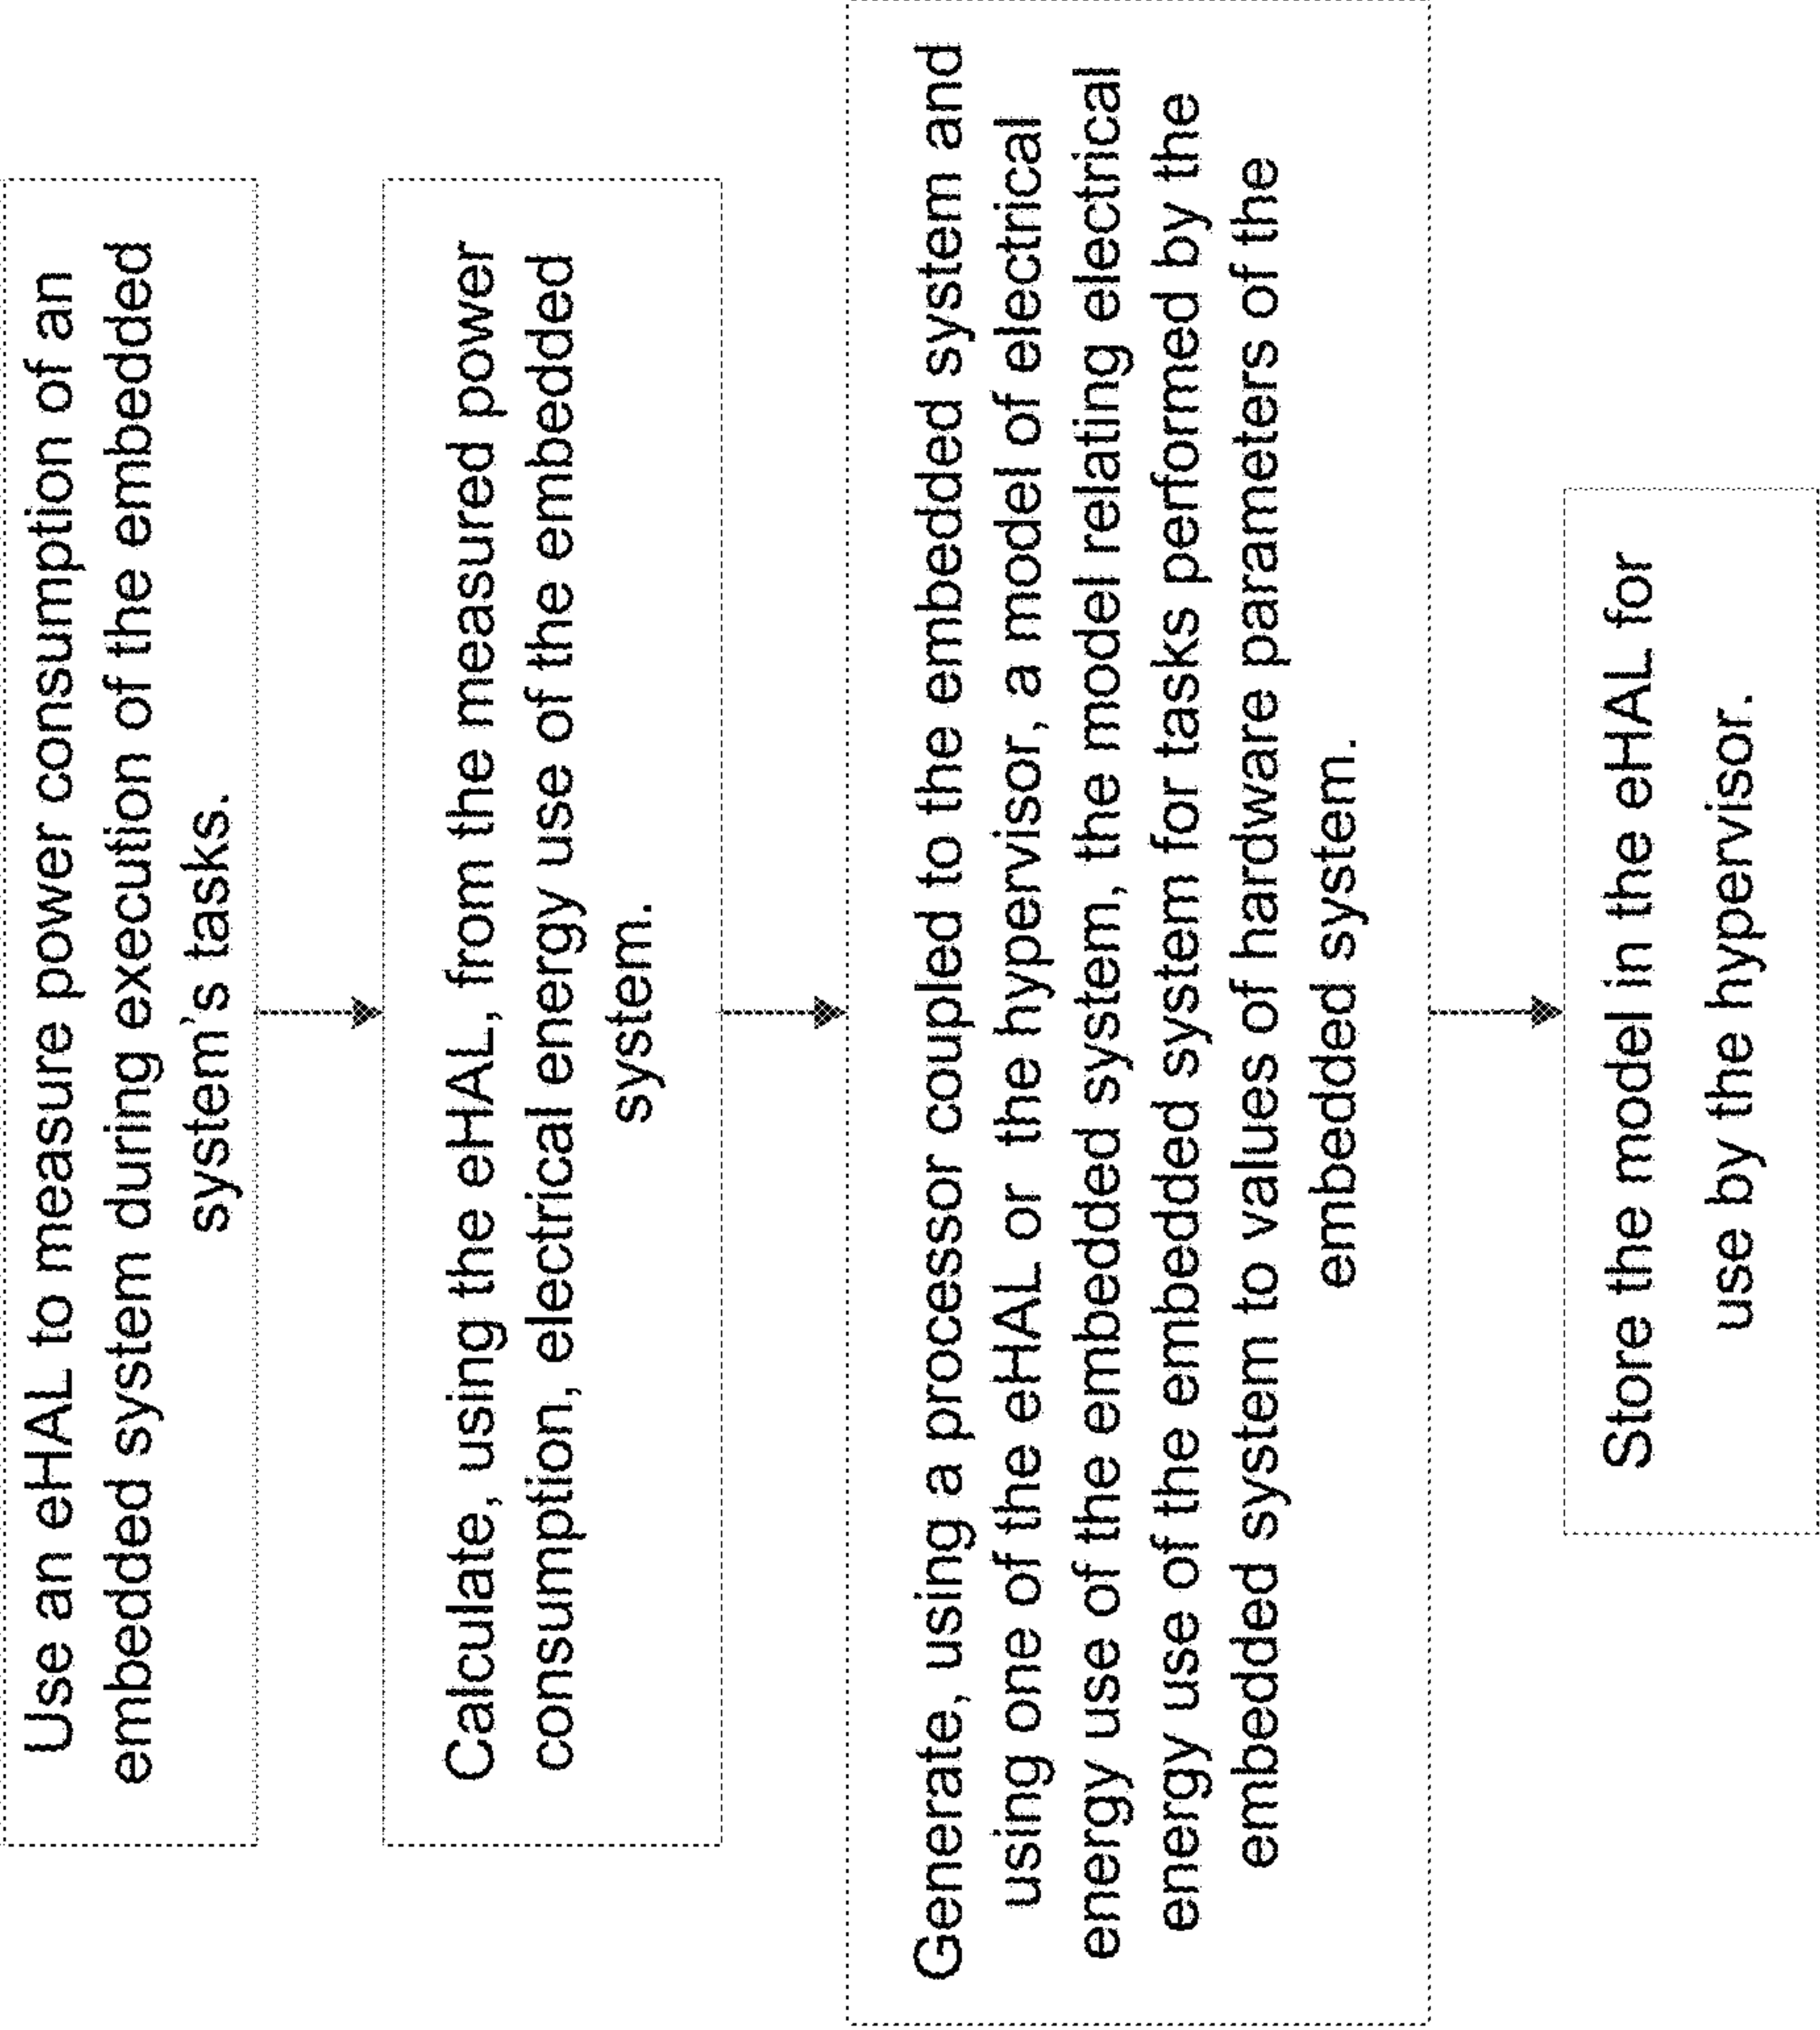 Use an eHAL to measure power consumption of an
embedded system during execution of the embedded
system's tasks.
Calculate, using the eHAL, from the measured power
consumption, electrical energy use of the embedded
system.
Generate, using a processor coupled to the embedded system and
using one of the eHAL or the hypervisor, a model of electrical
energy use of the embedded system, the model relating electrical
energy use of the embedded system for tasks performed by the
embedded system to values of hardware parameters of the
embedded system.
Store the model in the eHAL for
use by the hypervisor.